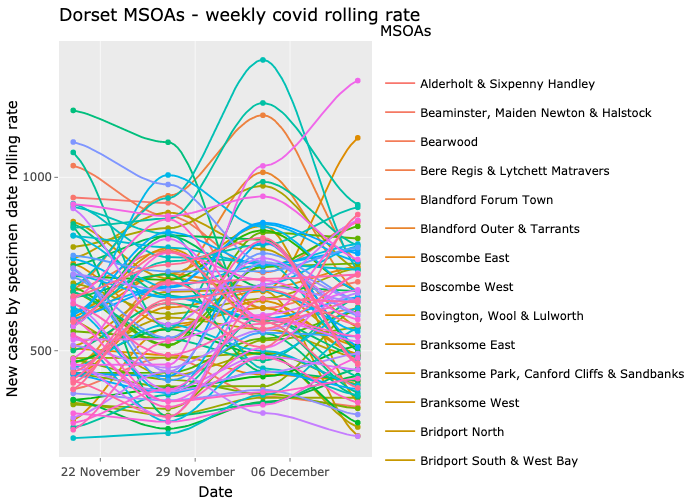 Dorset MSOAs - weekly covid rolling rate
MSOAs
New cases by specimen date rolling rate
1000
500
22 November
29 November
06 December
Date
Alderholt & Sixpenny Handley
Beaminster, Maiden Newton & Halstock
Bearwood
Bere Regis & Lytchett Matravers
Blandford Forum Town
Blandford Outer & Tarrants
Boscombe East
Boscombe West
Bovington, Wool & Lulworth
Branksome East
Branksome Park, Canford Cliffs & Sandbanks
Branksome West
Bridport North
Bridport South & West Bay